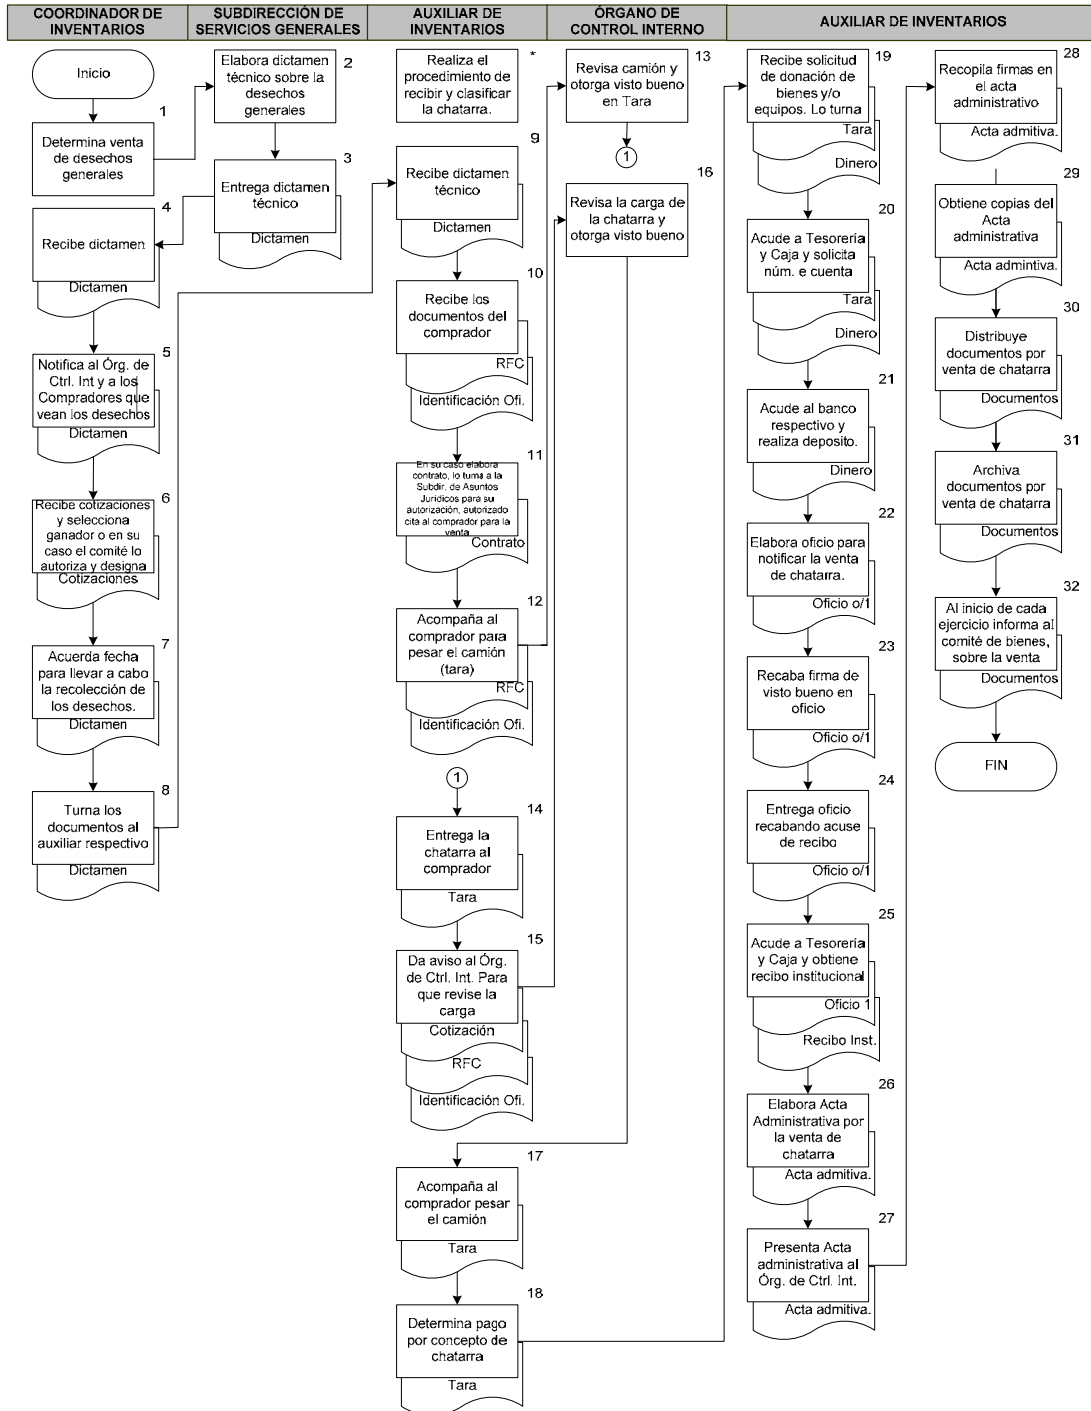 COORDINADOR DE
INVENTARIOS
SUBDIRECCIÓN DE
SERVICIOS GENERALES
AUXILIAR DE
INVENTARIOS
ÓRGANO DE
CONTROL INTERNO
AUXILIAR DE INVENTARIOS
Inicio
1
Determina venta
de desechos
generales
4
Recibe dictamen
Dictamen
5
Notifica al Órg. de
Ctrl. Int y a los
Compradores que
vean los desechos
Dictamen
6
Recibe cotizaciones
y selecciona
ganador o en su
caso el comité lo
autoriza y designa
Cotizaciones
7
Acuerda fecha
para llevar a cabo
la recolección de
los desechos.
Dictamen
8
Turna los
documentos al
auxiliar respectivo
Dictamen
2
Elabora dictamen
técnico sobre la
desechos
generales
3
Entrega dictamen
técnico
Dictamen
*
Realiza el
procedimiento de
recibir y clasificar
la chatarra.
9
Recibe dictamen
técnico
Dictamen
10
Recibe los
documentos del
comprador
RFC
Identificación Ofi.
11
En su caso elabora
contrato, lo turna a la
Subdir. de Asuntos
Jurídicos para su
autorización, autorizado
cita al comprador para la
venta
Contrato
12
Acompaña al
comprador para
pesar el camión
(tara)
RFC
Identificación Ofi.
1
14
Entrega la
chatarra al
comprador
Tara
15
Da aviso al Órg.
de Ctrl. Int. Para
que revise la
carga
Cotización
RFC
Identificación Ofi.
17
Acompaña al
comprador pesar
el camión
Tara
18
Determina pago
por concepto de
chatarra
Tara
13
Revisa camión y
otorga visto bueno
en Tara
1
16
Revisa la carga de
la chatarra y
otorga visto bueno
19
Recibe solicitud
de donación de
bienes y/o
equipos. Lo turna
Tara
Dinero
20
Acude a Tesorería
y Caja y solicita
núm. e cuenta
Tara
Dinero
21
Acude al banco
respectivo y
realiza deposito.
Dinero
22
Elabora oficio para
notificar la venta
de chatarra.
Oficio o/1
23
Recaba firma de
visto bueno en
oficio
Oficio o/1
24
Entrega oficio
recabando acuse
de recibo
Oficio o/1
25
Acude a Tesorería
y Caja y obtiene
recibo institucional
Oficio 1
Recibo Inst.
26
Elabora Acta
Administrativa por
la venta de
chatarra
Acta admitiva.
27
Presenta Acta
administrativa al
Órg. de Ctrl. Int.
Acta admitiva.
28
Recopila firmas en
el acta
administrativo
Acta admitiva.
29
Obtiene copias del
Acta
administrativa
Acta admintiva.
30
Distribuye
documentos por
venta de chatarra
Documentos
31
Archiva
documentos por
venta de chatarra
Documentos
32
Al inicio de cada
ejercicio informa al
comité de bienes,
sobre la venta
Documentos
FIN